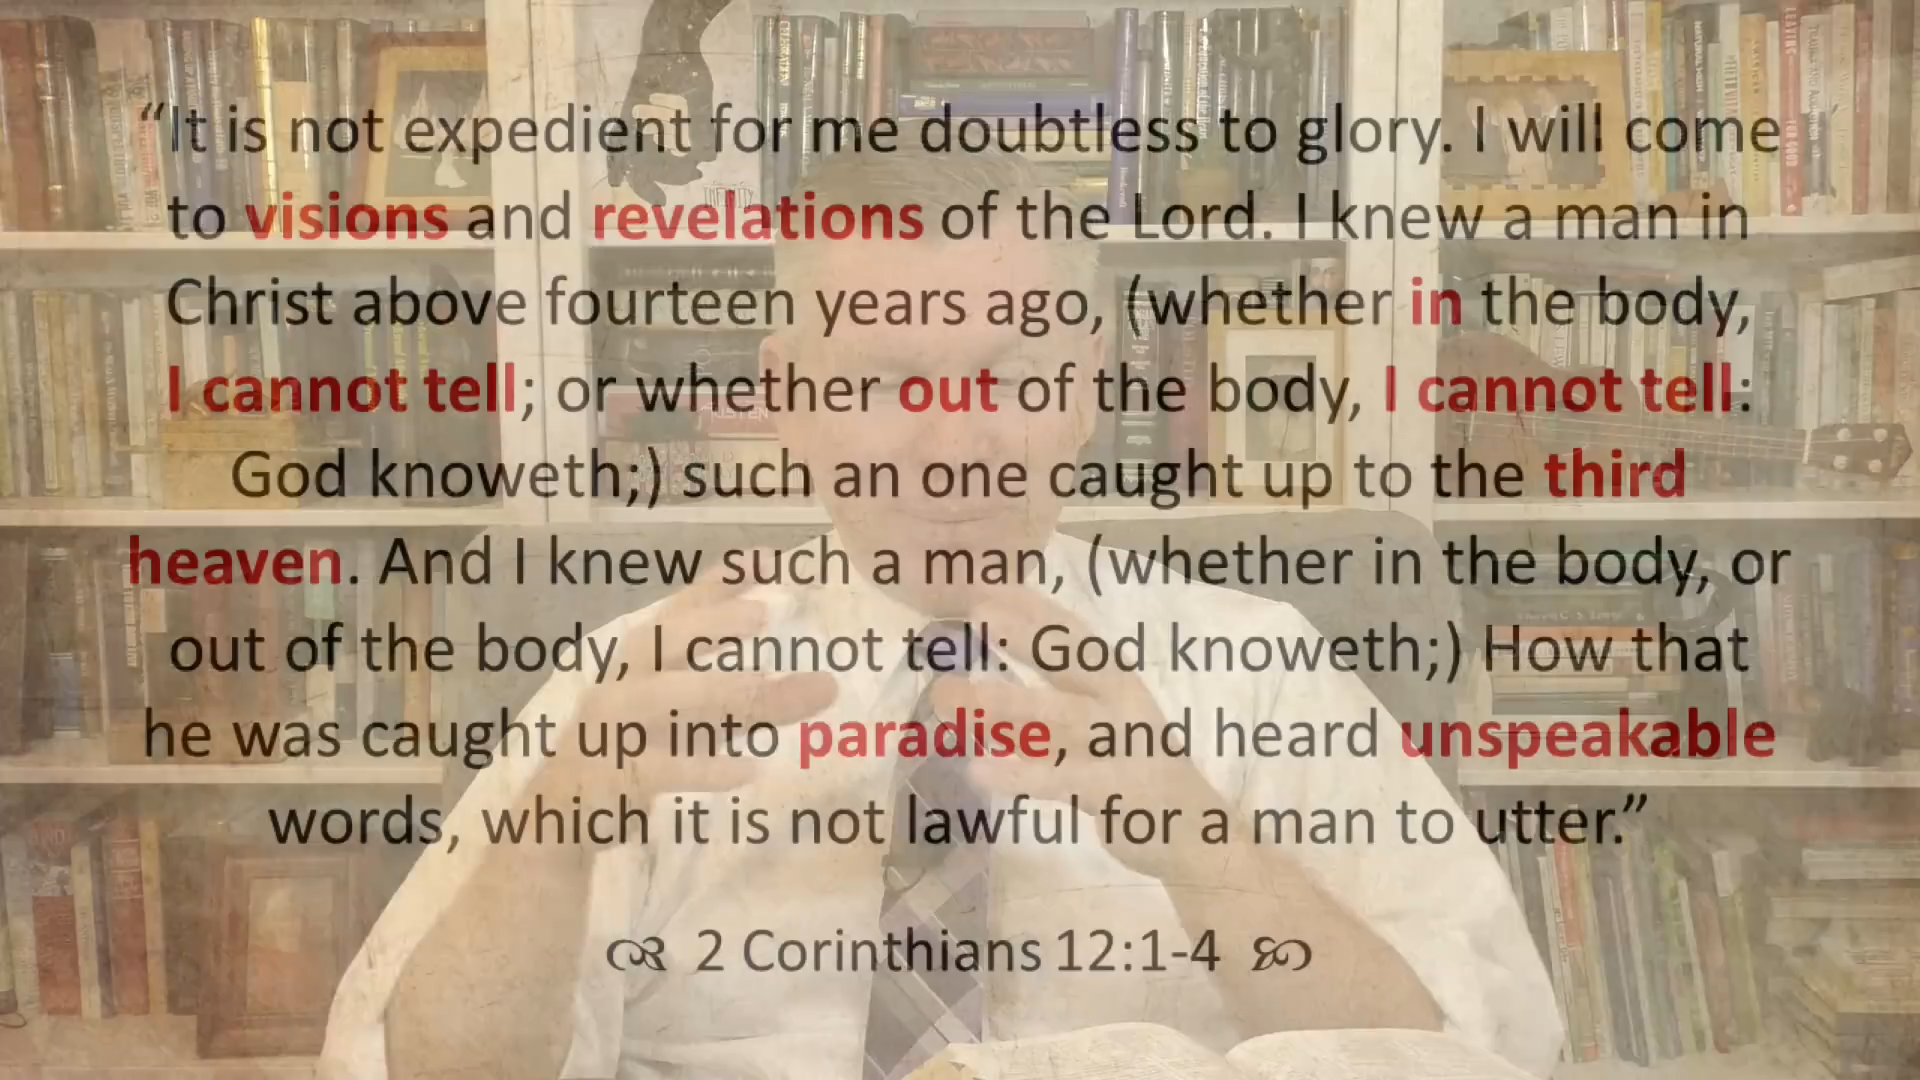 “It is not expedient for me doubtless to glory. I will come
to visions and revelations of the Lord. I knew a man in
Christ above fourteen years ago, (whether in the body,
I cannot tell; or whether out of the body, I cannot tell:
God knoweth;) such an one caught up to the third
heaven. And I knew such a man, (whether in the body, or
out of the body, I cannot tell: God knoweth;) How that
he was caught up into paradise, and heard unspeakable
words, which it is not lawful for a man to utter.”
2 Corinthians 12:1-4
INFINITY